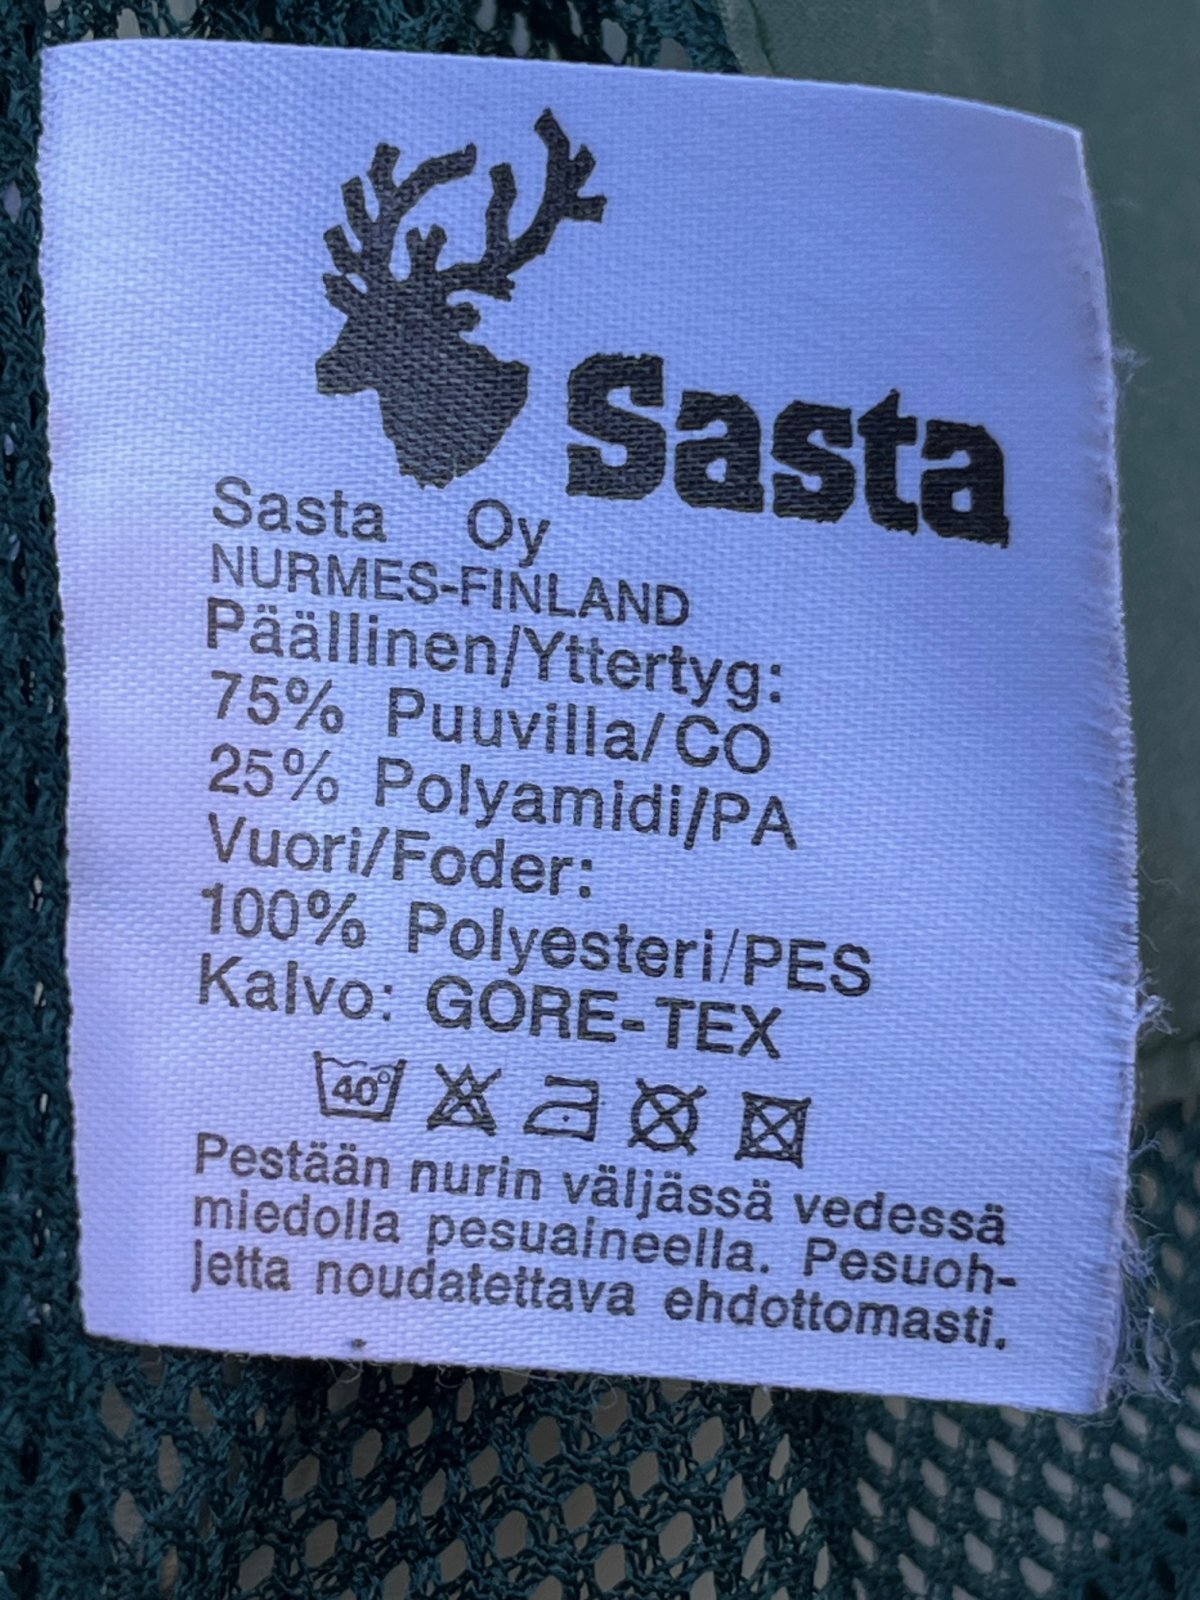 Sasta
Sasta Oy
NURMES-FINLAND
Päällinen/Yttertyg:
75% Puuvilla/CO
25% Polyamidi/PA
Vuori/Foder:
100% Polyesteri/PES
Kalvo: GORE-TEX
40°
Pestään nurin väljässä vedessä
miedolla pesuaineella. Pesuoh-
jetta noudatettava ehdottomasti.